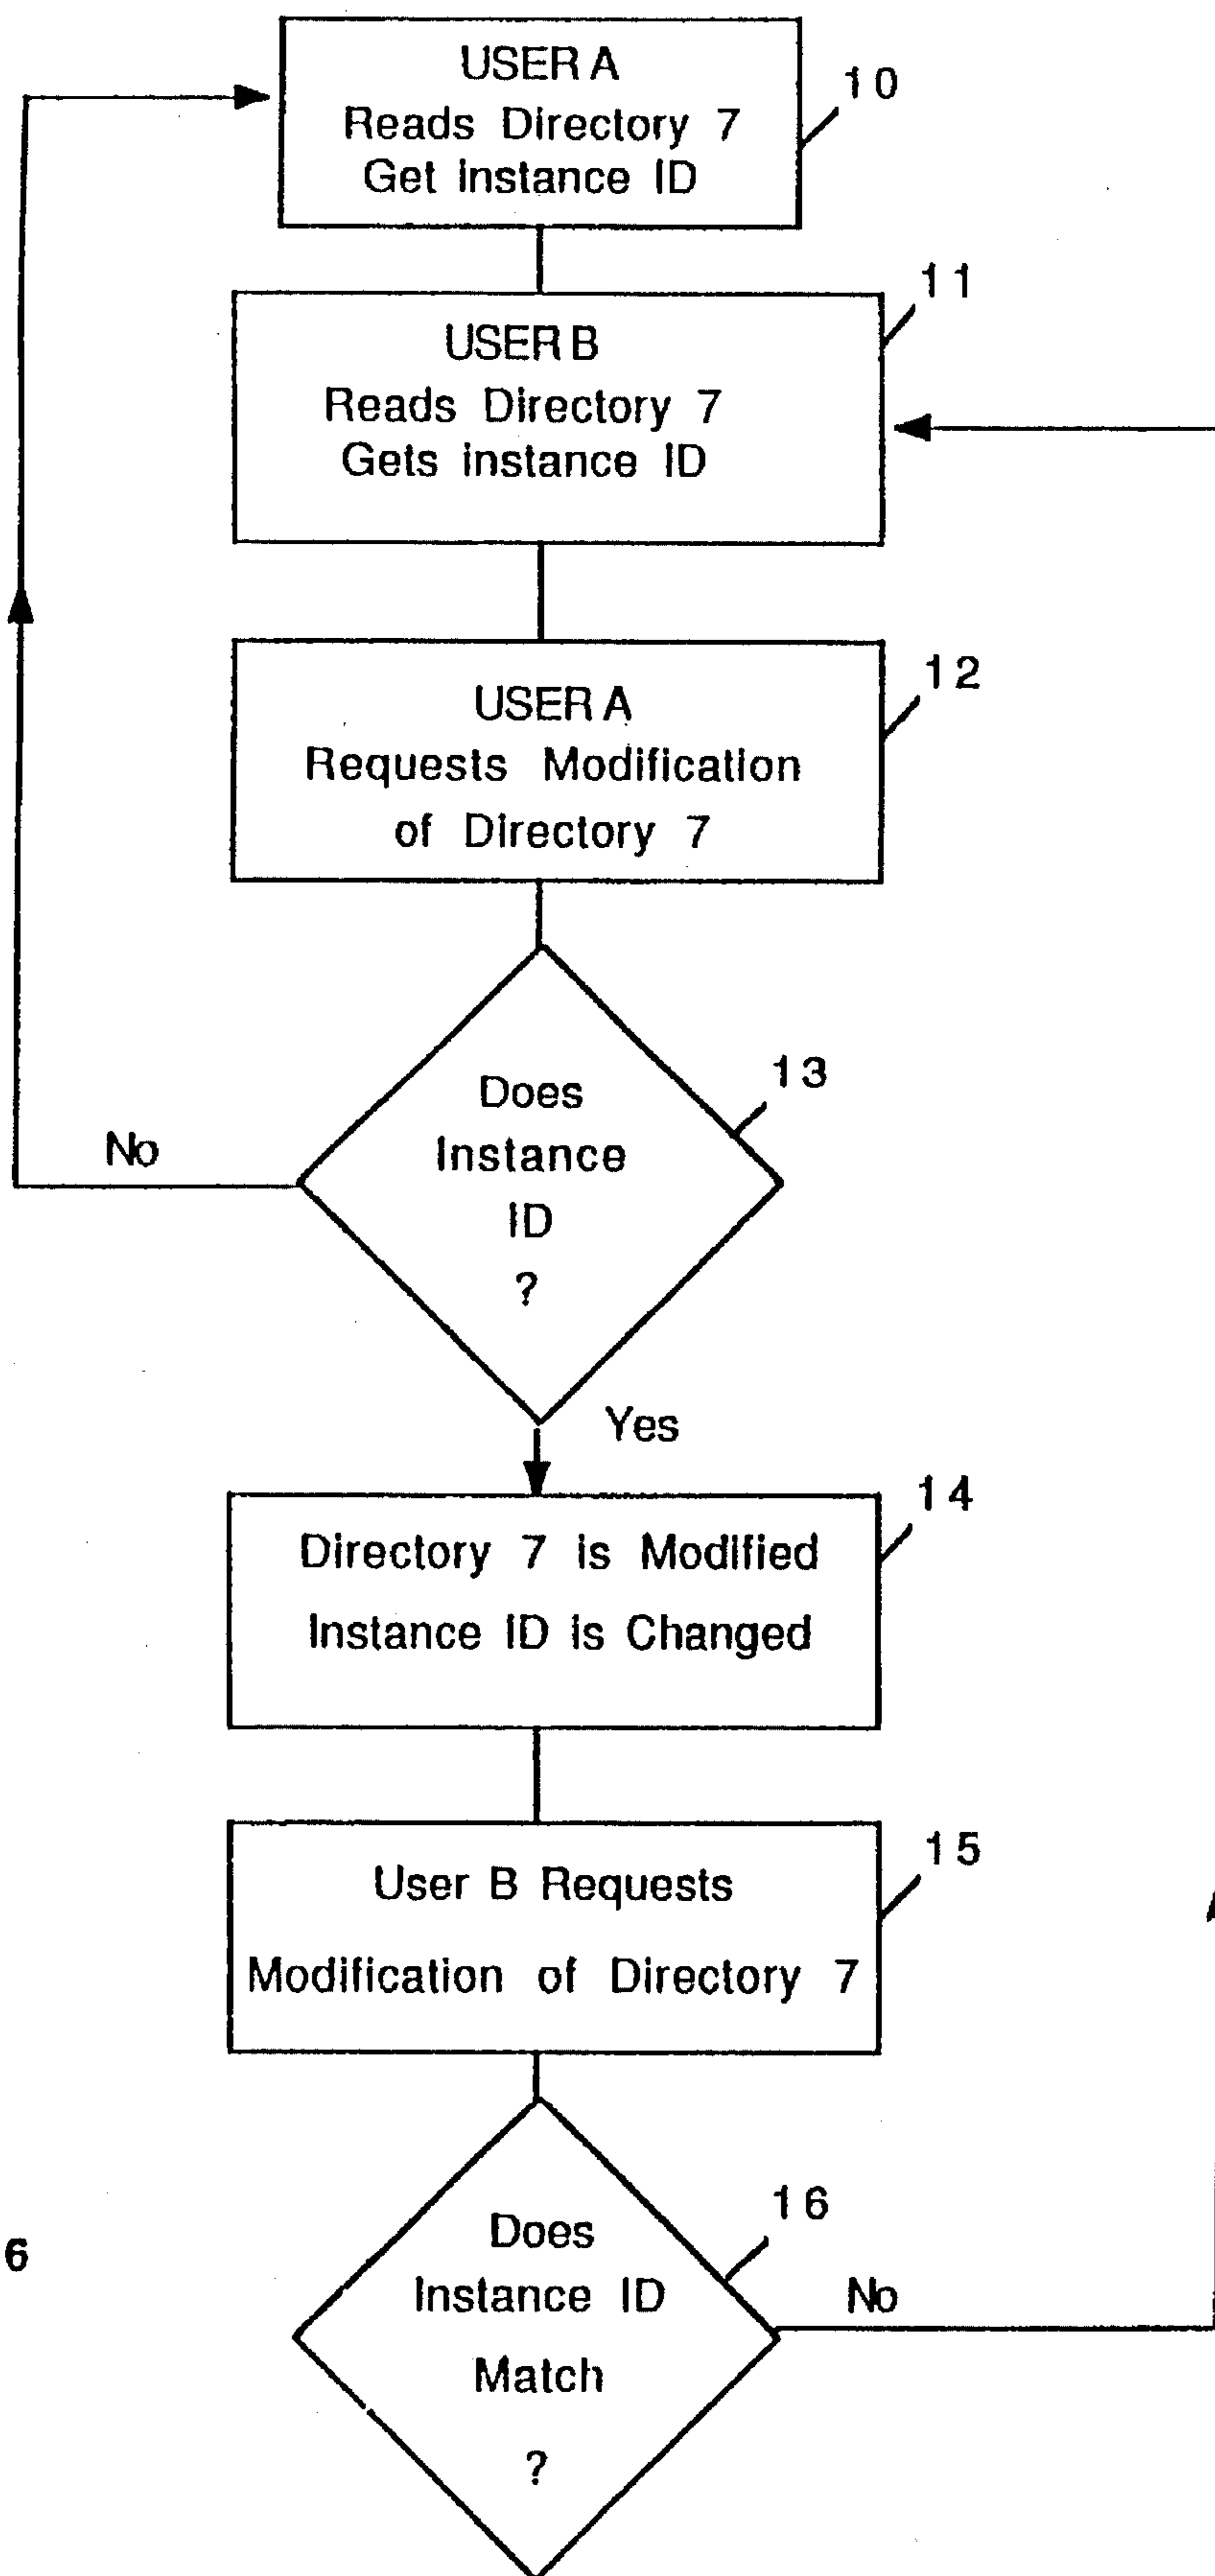 USER A
Reads Directory 7
Get instance ID
10
USER B
Reads Directory 7
Gets instance ID
11
USER A
Requests Modification
of Directory 7
12
Does
Instance
ID
?
13
No
Yes
Directory 7 is Modified
Instance ID is Changed
14
User B Requests
Modification of Directory 7
15
Does
Instance ID
Match
?
16
No
6